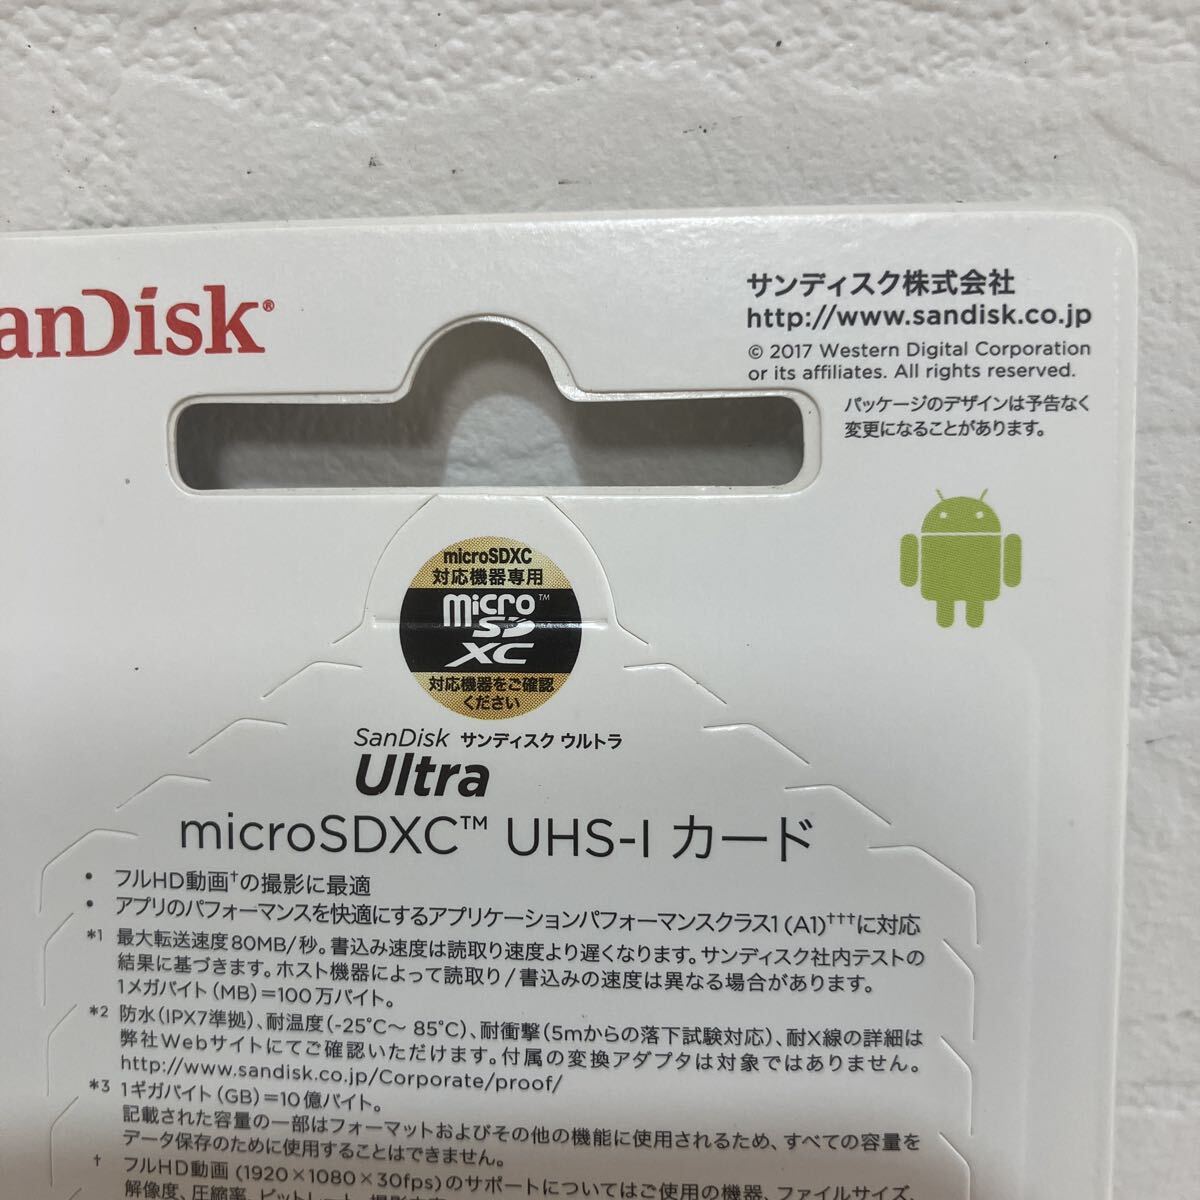 anDisk®
サンディスク株式会社
http://www.sandisk.co.jp
© 2017 Western Digital Corporation
or its affiliates. All rights reserved.
パッケージのデザインは予告なく
変更になることがあります。
microSDXC
対応機器専用
micro™
SD
XC
対応機器をご確認
ください
SanDisk サンディスク ウルトラ
Ultra
microSDXC™ UHS-I カード
・ フルHD動画†の撮影に最適
・ アプリのパフォーマンスを快適にするアプリケーションパフォーマンスクラス1 (A1)†††に対応
*1 最大転送速度80MB/秒。書込み速度は読取り速度より遅くなります。サンディスク社内テストの
結果に基づきます。ホスト機器によって読取り/書込みの速度は異なる場合があります。
1メガバイト (MB)=100万バイト。
*2 防水(IPX7準拠)、耐温度(-25°C〜 85°C)、耐衝撃(5mからの落下試験対応)、耐X線の詳細は
弊社Webサイトにてご確認いただけます。付属の変換アダプタは対象ではありません。
http://www.sandisk.co.jp/Corporate/proof/
*3 1ギガバイト (GB)=10億バイト。
記載された容量の一部はフォーマットおよびその他の機能に使用されるため、すべての容量を
データ保存のために使用することはできません。
† フルHD動画 (1920×1080×30fps)のサポートについてはご使用の機器、ファイルサイズ、
解像度、圧縮率、ビットレート、